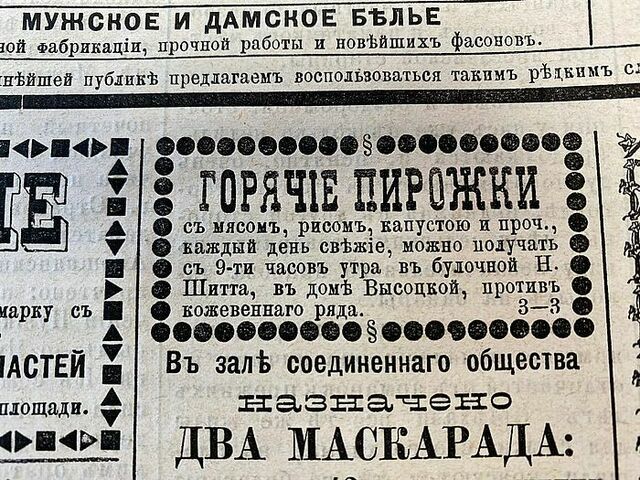 МУЖСКОЕ И ДАМСКОЕ БѢЛЬЕ
ной фабрикаціи, прочной работы и новѣйшихъ фасоновъ.
нѣйшей публикѣ предлагаемъ воспользоваться такимъ рѣдкимъ сл
§
ГОРЯЧІЕ ПИРОЖКИ
съ мясомъ, рисомъ, капустою и проч.,
каждый день свѣжіе, можно получать
съ 9-ти часовъ утра въ булочной Н.
Шитта, въ домѣ Высоцкой, противъ
кожевеннаго ряда. 3—3
§
ТЕ
марку съ
ЧАСТЕЙ
площади.
Въ залѣ соединеннаго общества
назначено
ДВА МАСКАРАДА: